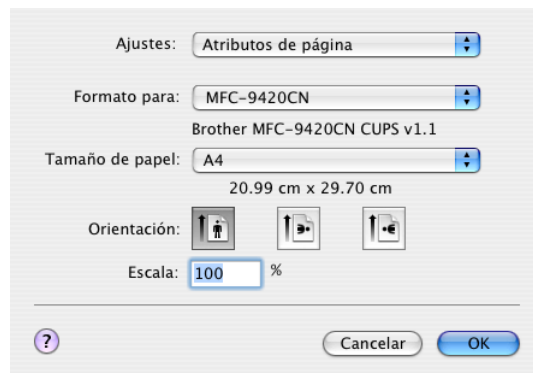 Ajustes: Atributos de página
Formato para: MFC-9420CN
Brother MFC-9420CN CUPS v1.1
Tamaño de papel: A4
20.99 cm x 29.70 cm
Orientación:
Escala: 100 %
? Cancelar OK